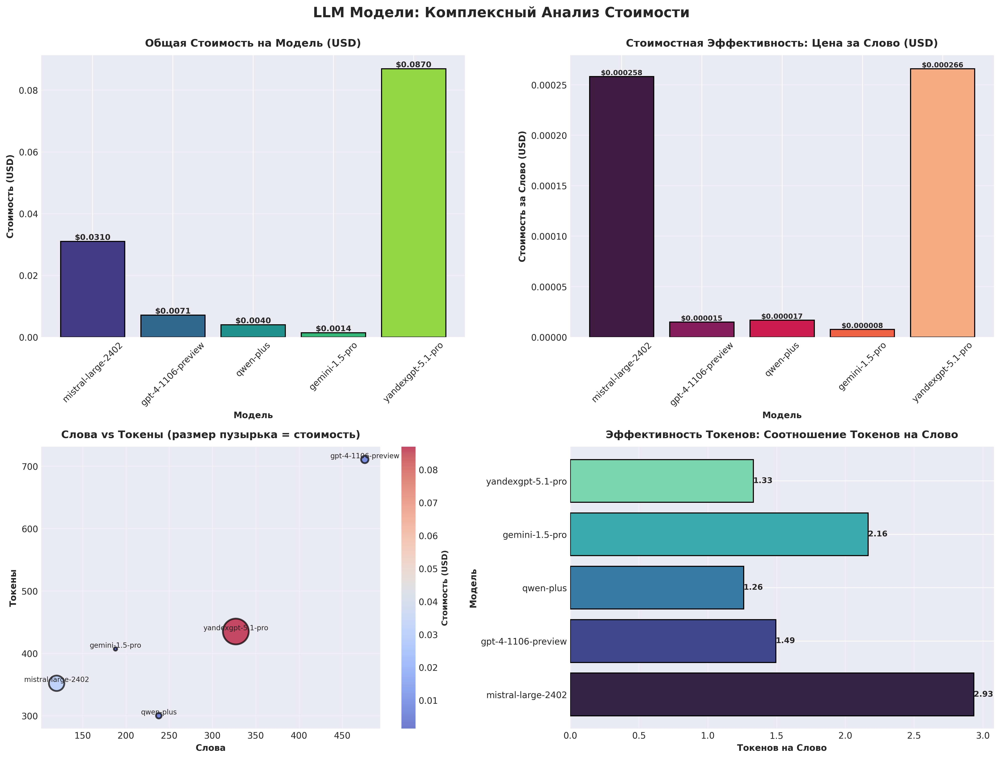 LLM Модели: Комплексный Анализ Стоимости
Общая Стоимость на Модель (USD)
Стоимость (USD)
0.08
0.06
0.04
0.02
0.00
$0.0310
$0.0071
$0.0040
$0.0014
$0.0870
mistral-large-2402
gpt-4-1106-preview
qwen-plus
gemini-1.5-pro
yandexgpt-5.1-pro
Модель
Стоимостная Эффективность: Цена за Слово (USD)
Стоимость за Слово (USD)
0.00025
0.00020
0.00015
0.00010
0.00005
0.00000
$0.000258
$0.000015
$0.000017
$0.000008
$0.000266
mistral-large-2402
gpt-4-1106-preview
qwen-plus
gemini-1.5-pro
yandexgpt-5.1-pro
Модель
Слова vs Токены (размер пузырька = стоимость)
Токены
700
600
500
400
300
gpt-4-1106-preview
yandexgpt-5.1-pro
gemini-1.5-pro
mistral-large-2402
qwen-plus
150
200
250
300
350
400
450
Слова
0.08
0.07
0.06
0.05
0.04
0.03
0.02
0.01
Стоимость (USD)
Эффективность Токенов: Соотношение Токенов на Слово
Модель
yandexgpt-5.1-pro
1.33
gemini-1.5-pro
2.16
qwen-plus
1.26
gpt-4-1106-preview
1.49
mistral-large-2402
2.93
0.0
0.5
1.0
1.5
2.0
2.5
3.0
Токенов на Слово